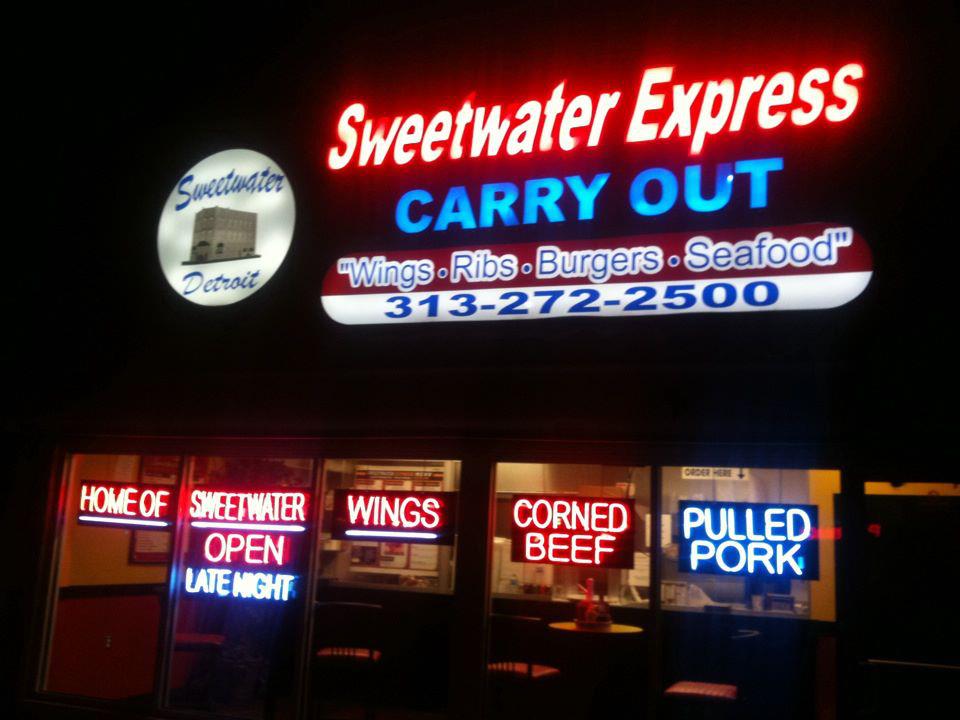 Sweetwater
Detroit
Sweetwater Express
CARRY OUT
"Wings • Ribs • Burgers • Seafood"
313-272-2500
ORDER HERE
HOME OF
SWEETWATER
OPEN
LATE NIGHT
WINGS
CORNED
BEEF
PULLED
PORK